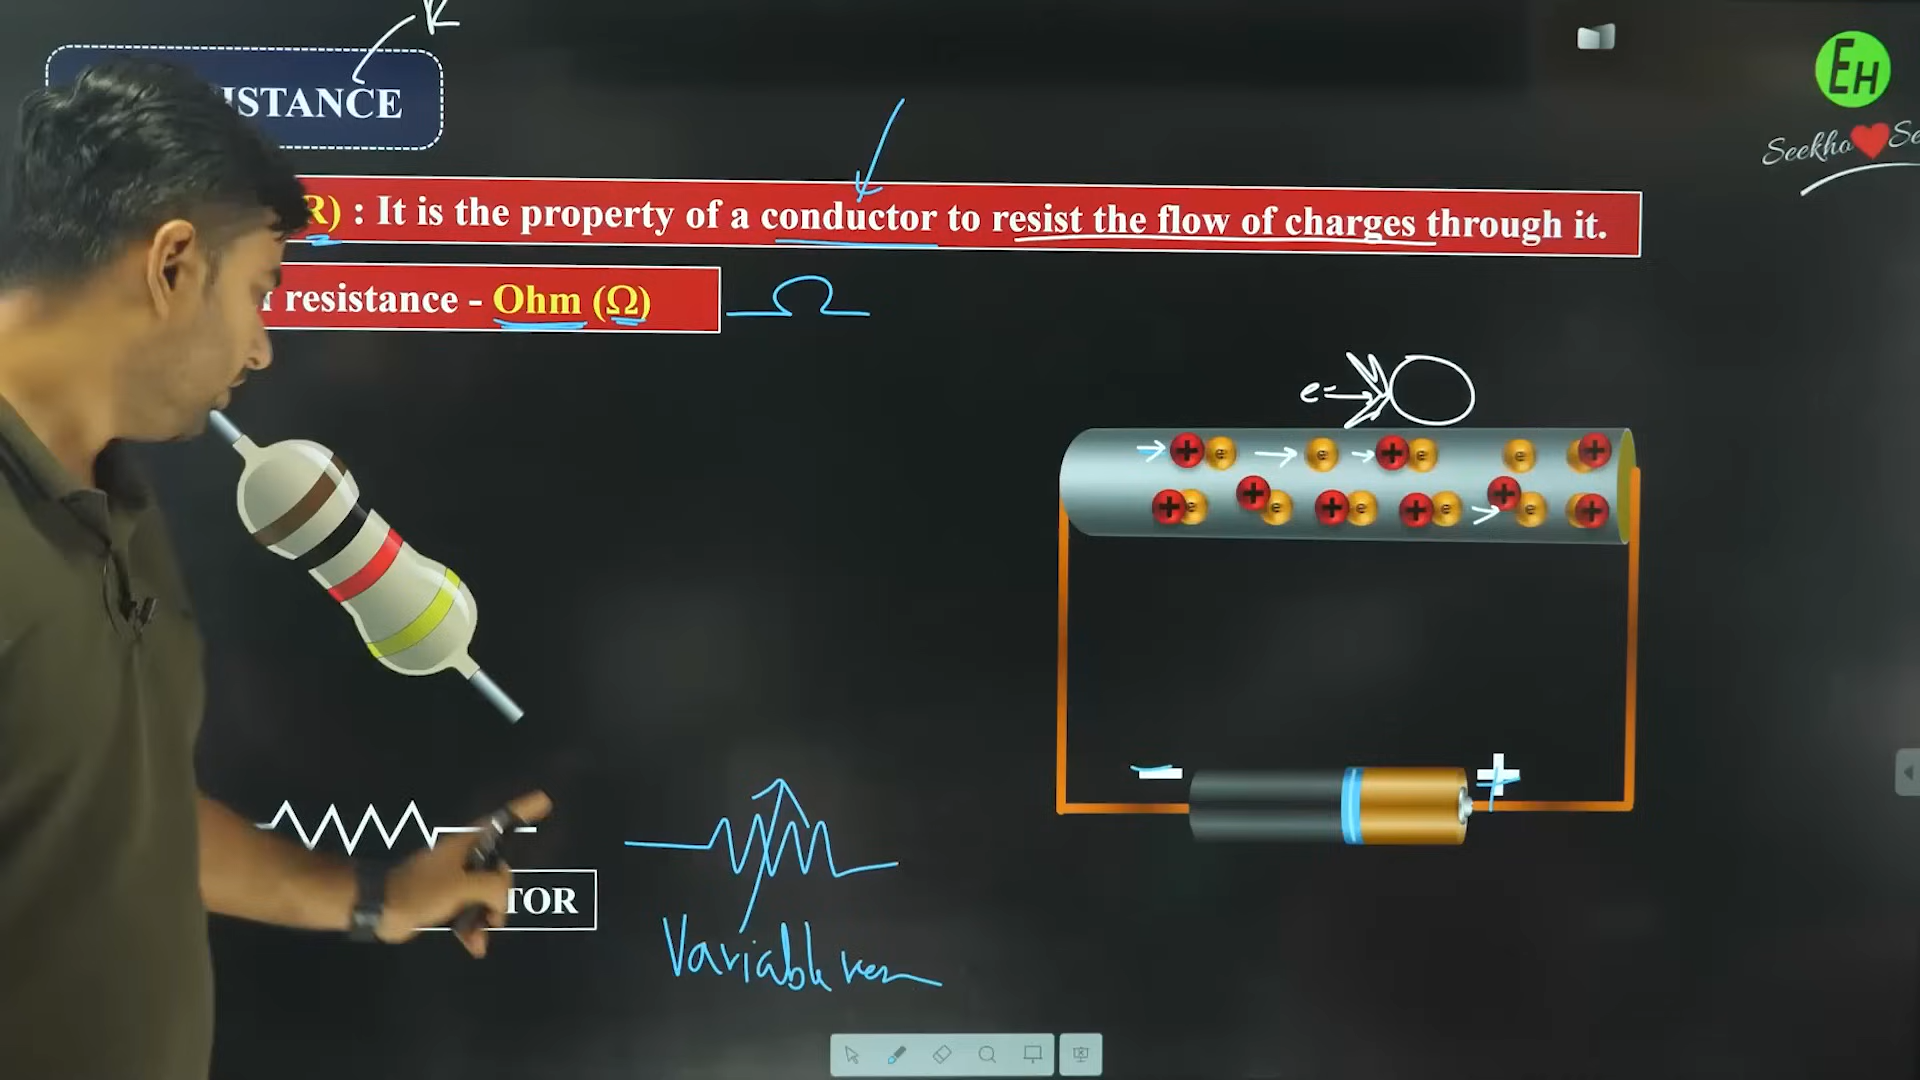 R
ISTANCE
EH
Seekho ❤ Se
R) : It is the property of a conductor to resist the flow of charges through it.
resistance - Ohm (Ω)
Ω
e-
+ e e + e e +
+ e + e + e + e + e +
- +
TOR
Variable